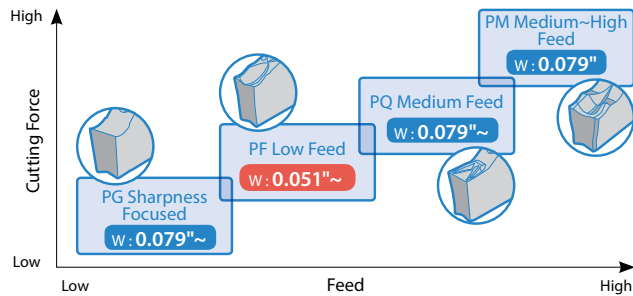 High
PM Medium~High
Feed
W : 0.079"
PQ Medium Feed
W : 0.079"~
PF Low Feed
W : 0.051"~
PG Sharpness
Focused
W : 0.079"~
Cutting Force
Low
Low
Feed
High